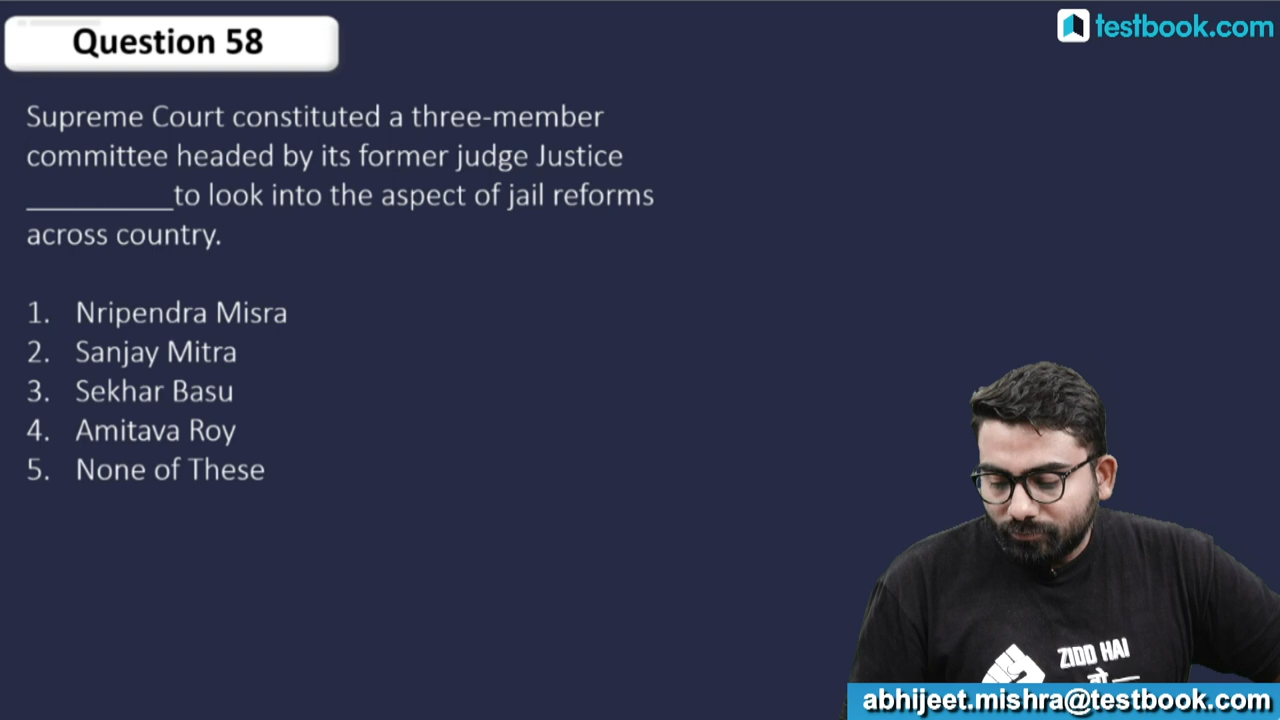 Question 58
testbook.com
Supreme Court constituted a three-member
committee headed by its former judge Justice
__________to look into the aspect of jail reforms
across country.
1. Nripendra Misra
2. Sanjay Mitra
3. Sekhar Basu
4. Amitava Roy
5. None of These
ZIDD HAI
तो —
abhijeet.mishra@testbook.com